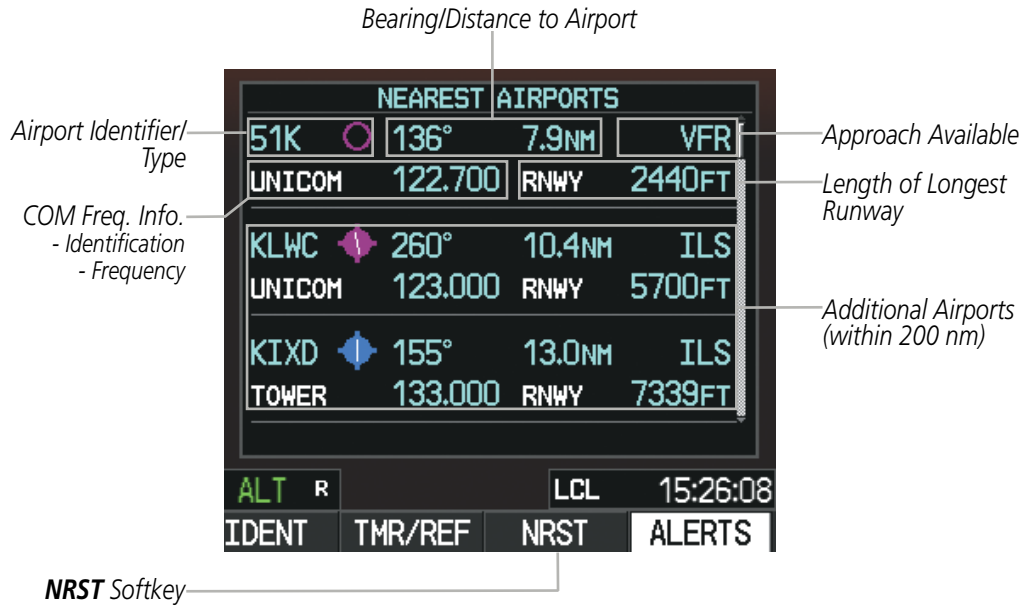 Bearing/Distance to Airport
NEAREST AIRPORTS
Airport Identifier/
Type
51K 136° 7.9NM VFR
Approach Available
UNICOM 122.700 RNWY 2440FT
Length of Longest
Runway
COM Freq. Info.
- Identification
- Frequency
KLWC 260° 10.4NM ILS
UNICOM 123.000 RNWY 5700FT
Additional Airports
(within 200 nm)
KIXD 155° 13.0NM ILS
TOWER 133.000 RNWY 7339FT
ALT R LCL 15:26:08
IDENT TMR/REF NRST ALERTS
NRST Softkey